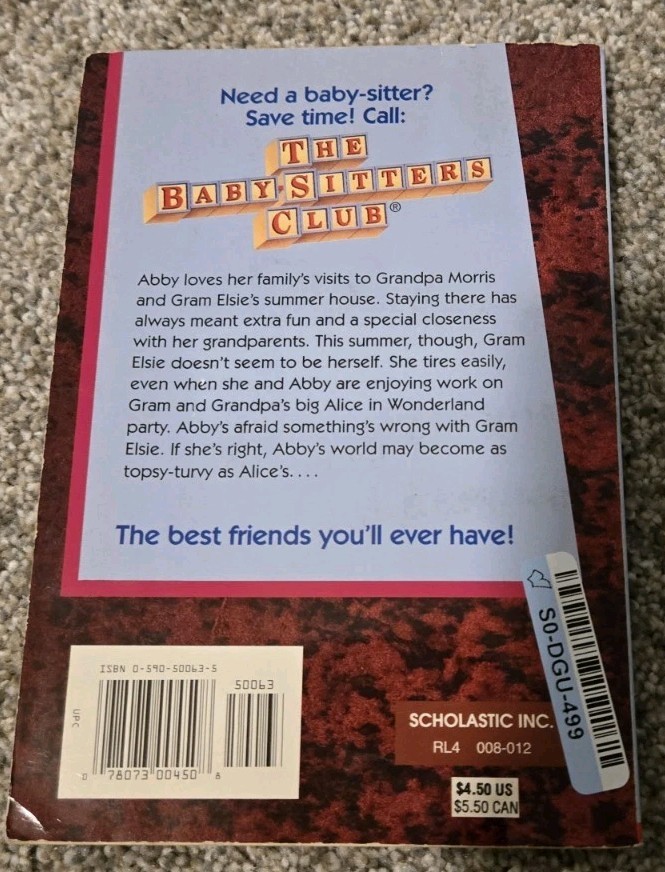 Need a baby-sitter?
Save time! Call:
THE
BABY-SITTERS
CLUB®
Abby loves her family's visits to Grandpa Morris
and Gram Elsie's summer house. Staying there has
always meant extra fun and a special closeness
with her grandparents. This summer, though, Gram
Elsie doesn't seem to be herself. She tires easily,
even when she and Abby are enjoying work on
Gram and Grandpa's big Alice in Wonderland
party. Abby's afraid something's wrong with Gram
Elsie. If she's right, Abby's world may become as
topsy-turvy as Alice's. . . .
The best friends you'll ever have!
S0-DGU-499
ISBN 0-590-50063-5
50063
UPC
0 78073 00450 8
SCHOLASTIC INC.
RL4 008-012
$4.50 US
$5.50 CAN